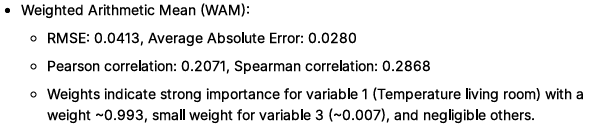 • Weighted Arithmetic Mean (WAM):
○ RMSE: 0.0413, Average Absolute Error: 0.0280
○ Pearson correlation: 0.2071, Spearman correlation: 0.2868
○ Weights indicate strong importance for variable 1 (Temperature living room) with a
weight ~0.993, small weight for variable 3 (~0.007), and negligible others.